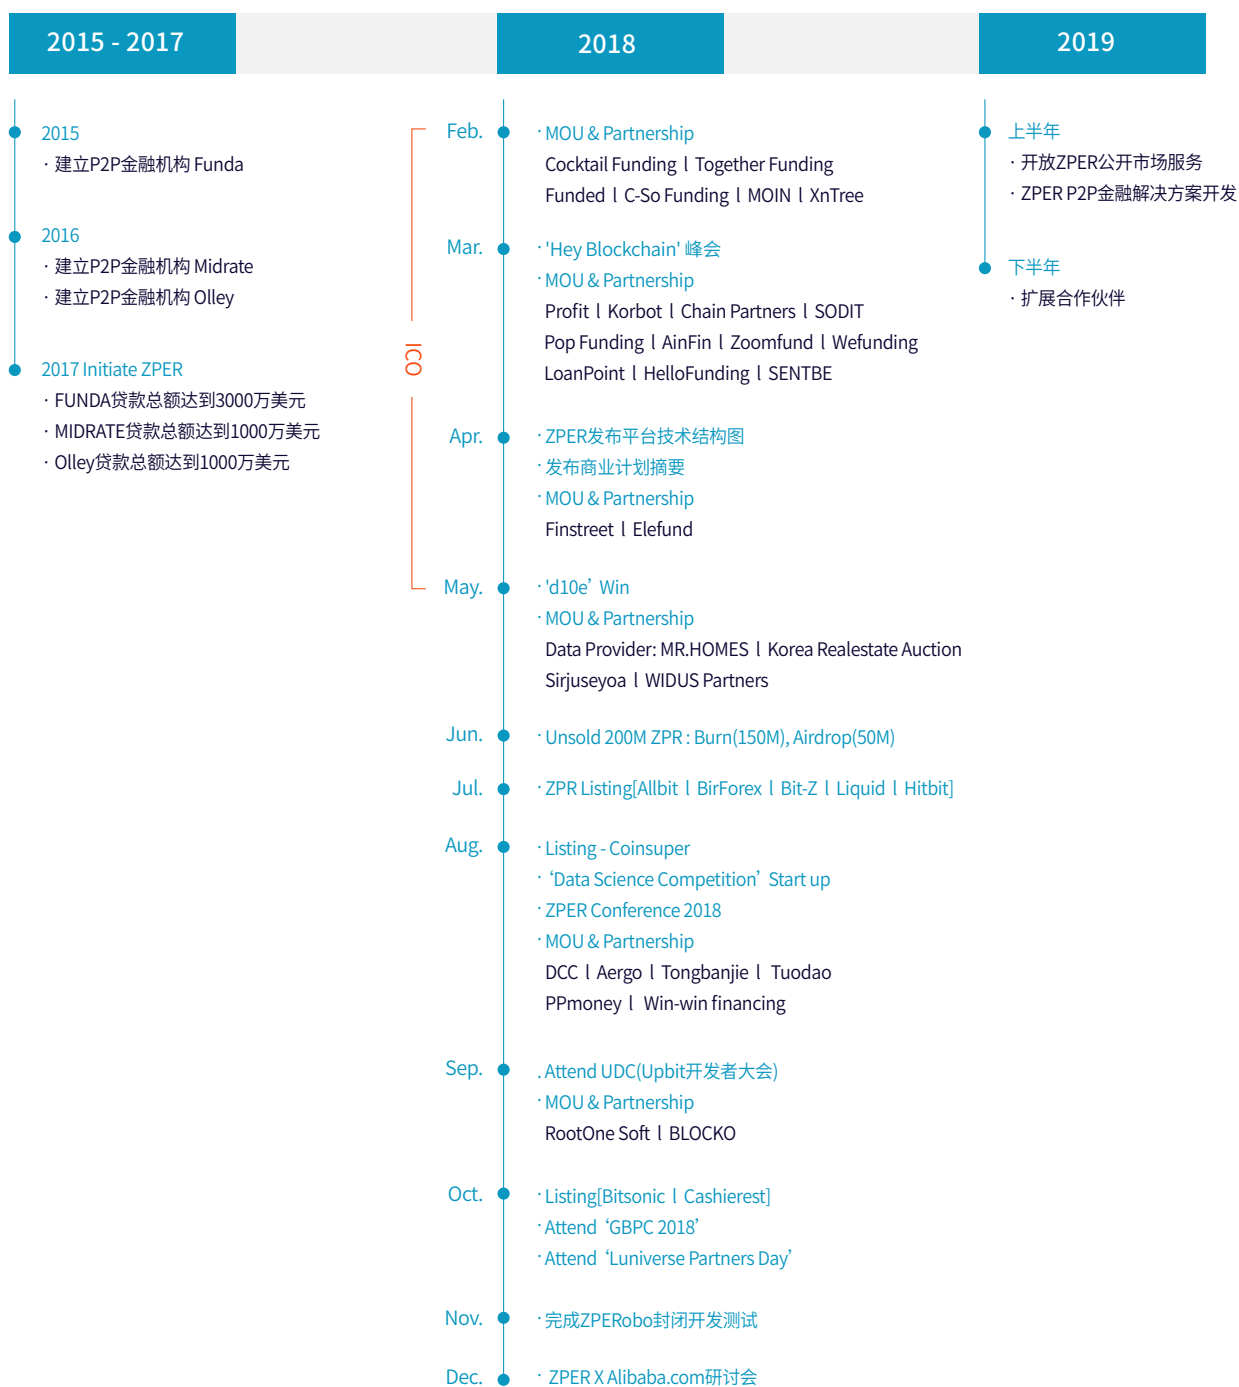 2015 - 2017
2015
· 建立P2P金融机构 Funda
2016
· 建立P2P金融机构 Midrate
· 建立P2P金融机构 Olley
2017 Initiate ZPER
· FUNDA贷款总额达到3000万美元
· MIDRATE贷款总额达到1000万美元
· Olley贷款总额达到1000万美元
2018
ICO
Feb.
· MOU & Partnership
Cocktail Funding l Together Funding
Funded l C-So Funding l MOIN l XnTree
Mar.
· 'Hey Blockchain' 峰会
· MOU & Partnership
Profit l Korbot l Chain Partners l SODIT
Pop Funding l AinFin l Zoomfund l Wefunding
LoanPoint l HelloFunding l SENTBE
Apr.
· ZPER发布平台技术结构图
· 发布商业计划摘要
· MOU & Partnership
Finstreet l Elefund
May.
· 'd10e’ Win
· MOU & Partnership
Data Provider: MR.HOMES l Korea Realestate Auction
Sirjuseyoa l WIDUS Partners
Jun.
· Unsold 200M ZPR : Burn(150M), Airdrop(50M)
Jul.
· ZPR Listing[Allbit l BirForex l Bit-Z l Liquid l Hitbit]
Aug.
· Listing - Coinsuper
· ‘Data Science Competition’ Start up
· ZPER Conference 2018
· MOU & Partnership
DCC l Aergo l Tongbanjie l Tuodao
PPmoney l Win-win financing
Sep.
. Attend UDC(Upbit开发者大会)
· MOU & Partnership
RootOne Soft l BLOCKO
Oct.
· Listing[Bitsonic l Cashierest]
· Attend ‘GBPC 2018’
· Attend ‘Luniverse Partners Day’
Nov.
· 完成ZPERobo封闭开发测试
Dec.
· ZPER X Alibaba.com研讨会
2019
上半年
· 开放ZPER公开市场服务
· ZPER P2P金融解决方案开发
下半年
· 扩展合作伙伴